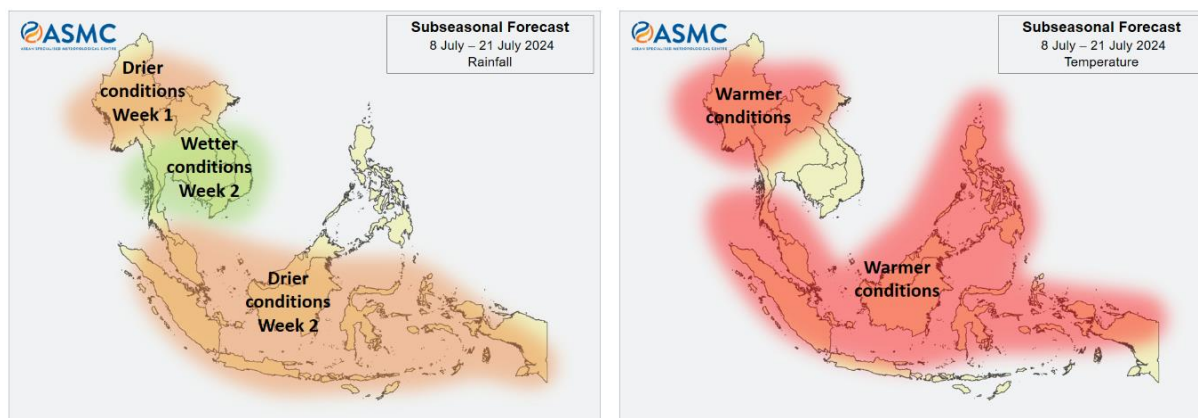 ASMC
ASEAN SPECIALISED METEOROLOGICAL CENTRE
Subseasonal Forecast
8 July – 21 July 2024
Rainfall
Drier
conditions
Week 1
Wetter
conditions
Week 2
Drier
conditions
Week 2
ASMC
ASEAN SPECIALISED METEOROLOGICAL CENTRE
Subseasonal Forecast
8 July – 21 July 2024
Temperature
Warmer
conditions
Warmer
conditions